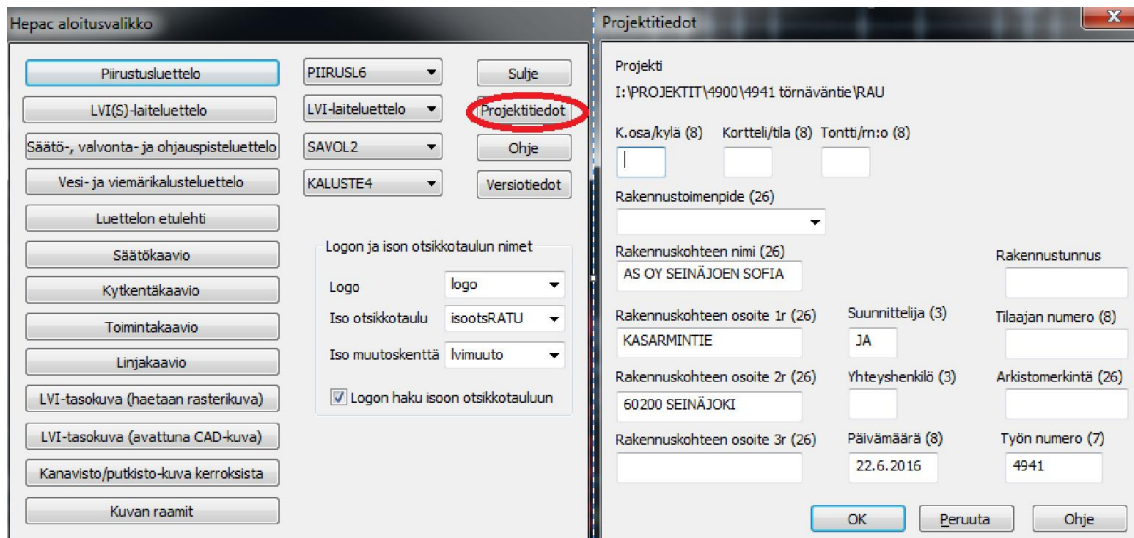 Hepac aloitusvalikko
Piirustusluettelo
PIIRUSL6
Sulje
LVI(S)-laiteluettelo
LVI-laiteluettelo
Projektitiedot
Säätö-, valvonta- ja ohjauspisteluettelo
SAVOL2
Ohje
Vesi- ja viemärikalusteluettelo
KALUSTE4
Versiotiedot
Luettelon etulehti
Säätökaavio
Kytkentäkaavio
Toimintakaavio
Linjakaavio
LVI-tasokuva (haetaan rasterikuva)
LVI-tasokuva (avattuna CAD-kuva)
Kanavisto/putkisto-kuva kerroksista
Kuvan raamit
Logon ja ison otsikkotaulun nimet
Logo
logo
Iso otsikkotaulu
isootsRATU
Iso muutoskenttä
lvimuuto
Logon haku isoon otsikkotauluun
Projektitiedot
X
Projekti
I:\PROJEKTIT\4900\4941 törnäväntie\RAU
K.osa/kylä (8) Kortteli/tila (8) Tontti/rn:o (8)
Rakennustoimenpide (26)
Rakennuskohteen nimi (26)
Rakennustunnus
AS OY SEINÄJOEN SOFIA
Rakennuskohteen osoite 1r (26)
Suunnittelija (3)
Tilaajan numero (8)
KASARMINTIE
JA
Rakennuskohteen osoite 2r (26)
Yhteyshenkilö (3)
Arkistomerkintä (26)
60200 SEINÄJOKI
Rakennuskohteen osoite 3r (26)
Päivämäärä (8)
Työn numero (7)
22.6.2016
4941
OK
Peruuta
Ohje